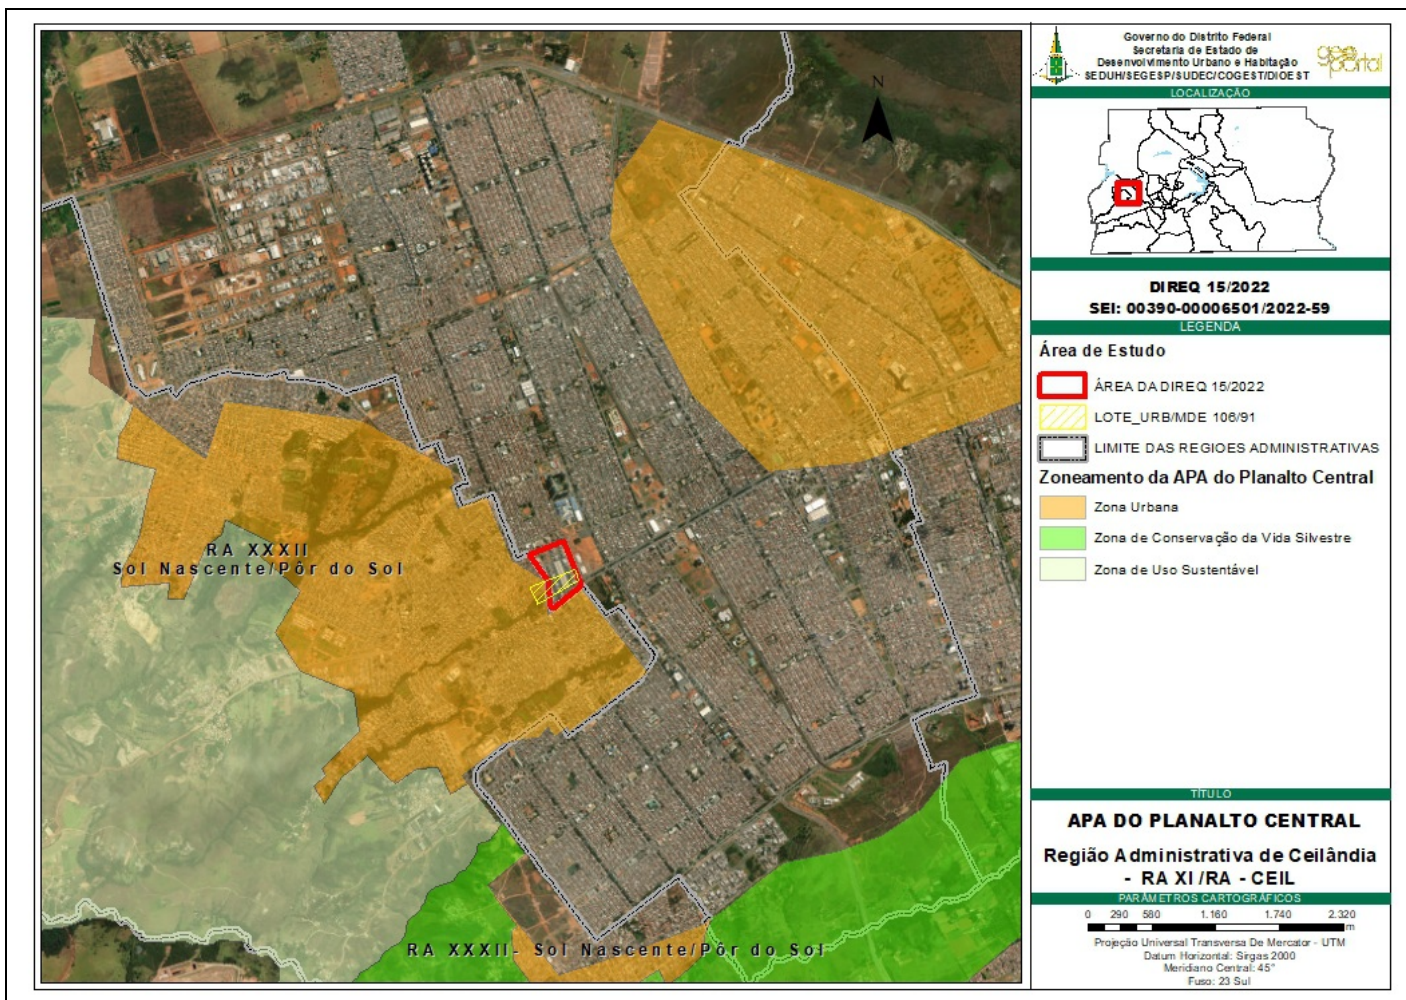 N
RA XXXII
Sol Nascente/Pôr do Sol
RA XXXII- Sol Nascente/Pôr do Sol
Governo do Distrito Federal
Secretaria de Estado de
Desenvolvimento Urbano e Habitação
SEDUH/SEGESP/SUDEC/COGEST/DIOEST
geoportal
LOCALIZAÇÃO
DIREQ 15/2022
SEI: 00390-00006501/2022-59
LEGENDA
Área de Estudo
ÁREA DA DIREQ 15/2022
LOTE_URB/MDE 106/91
LIMITE DAS REGIOES ADMINISTRATIVAS
Zoneamento da APA do Planalto Central
Zona Urbana
Zona de Conservação da Vida Silvestre
Zona de Uso Sustentável
TÍTULO
APA DO PLANALTO CENTRAL
Região Administrativa de Ceilândia
- RA XI /RA - CEIL
PARÂMETROS CARTOGRÁFICOS
0 290 580 1.160 1.740 2.320
m
Projeção Universal Transversa De Mercator - UTM
Datum Horizontal: Sirgas 2000
Meridiano Central: 45°
Fuso: 23 Sul